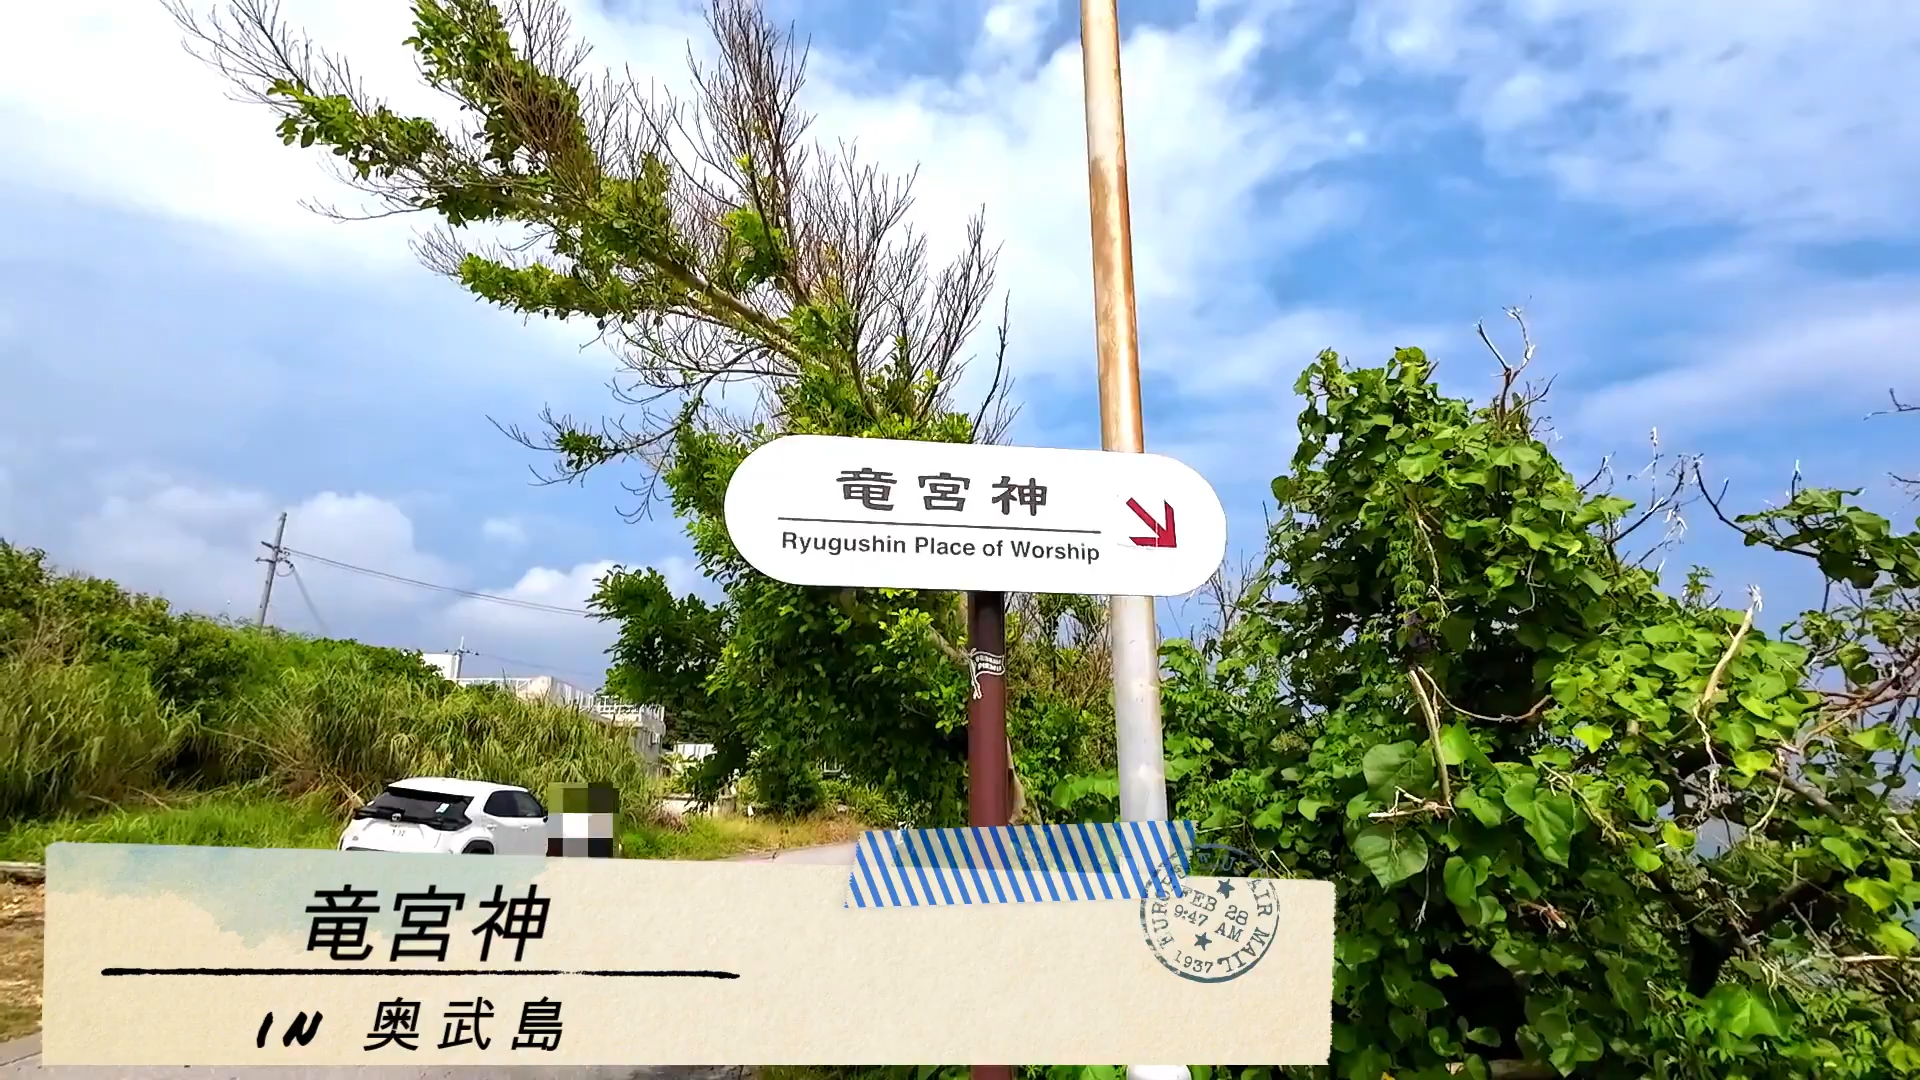 竜宮神
Ryugushin Place of Worship
竜宮神
IN 奥武島
AIR MAIL
FEB 28
9:47 AM
1937